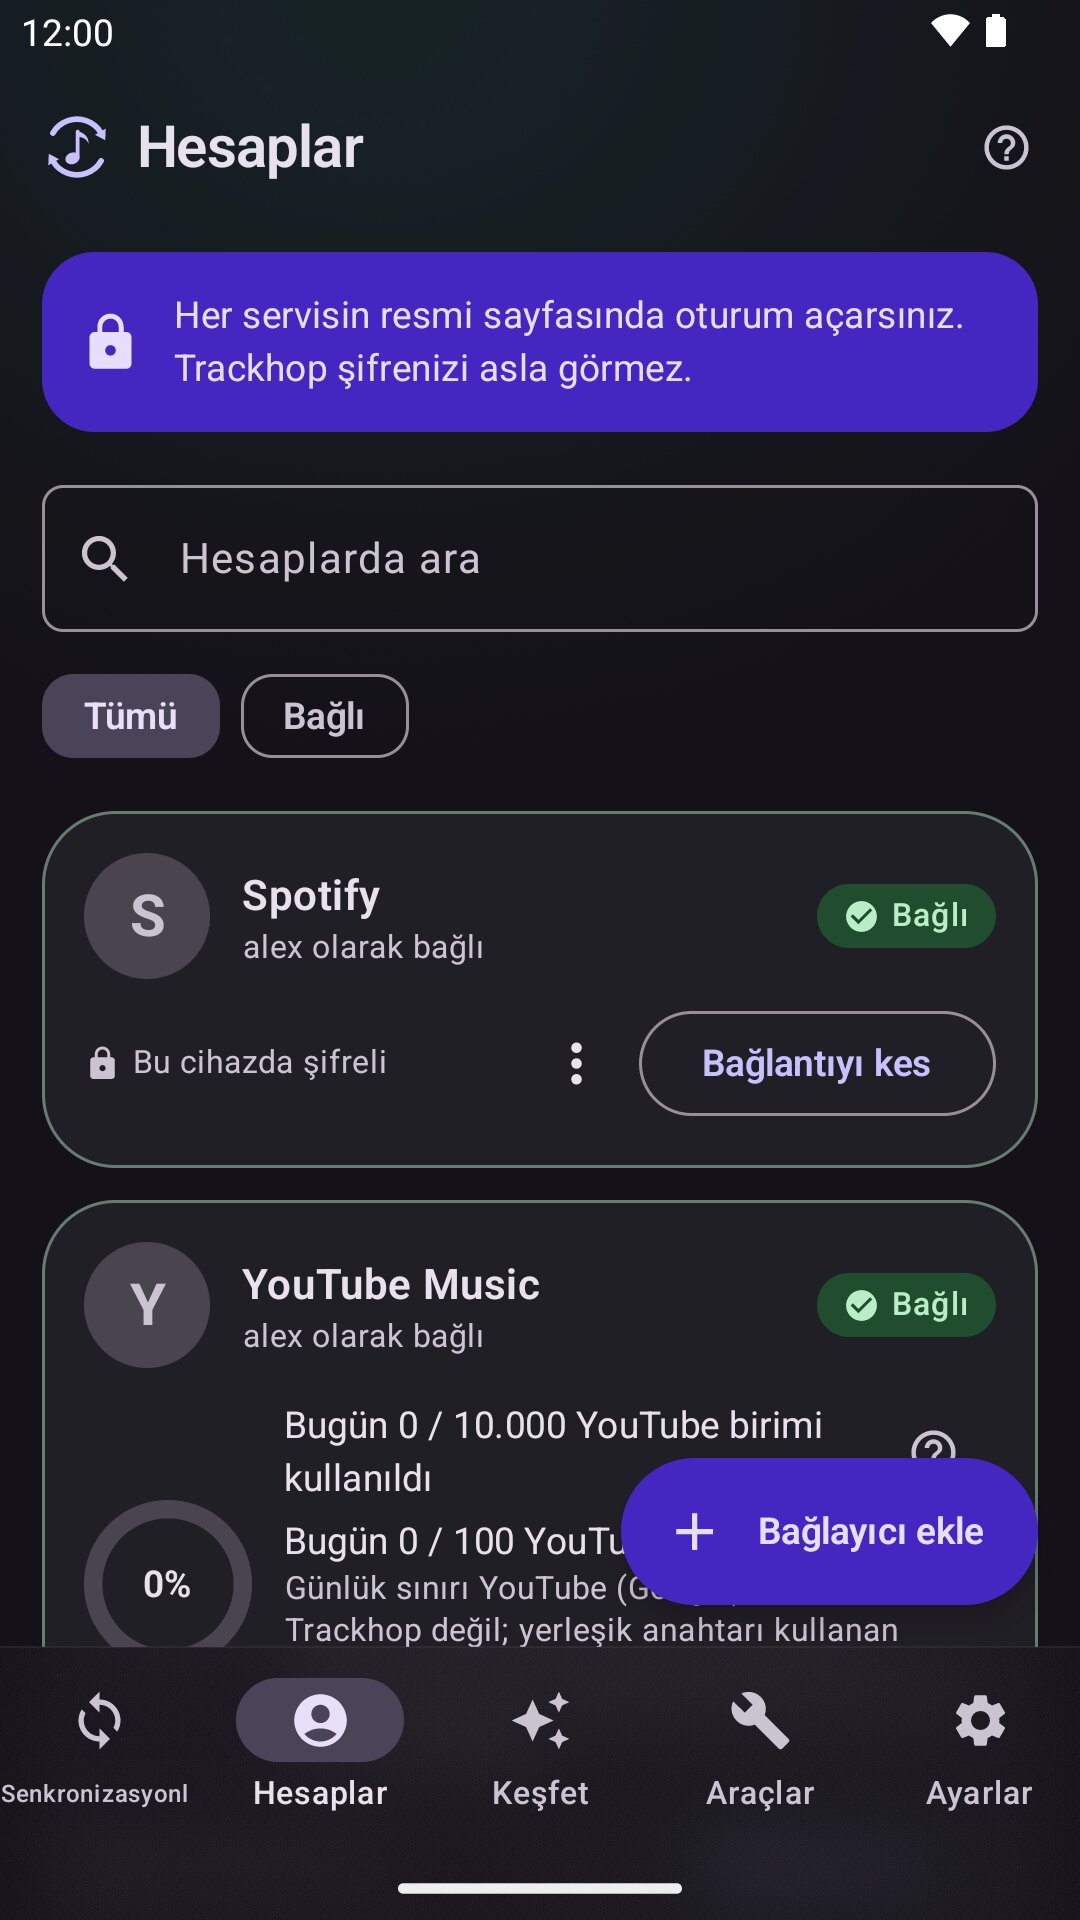 12:00
Hesaplar
Her servisin resmi sayfasında oturum açarsınız.
Trackhop şifrenizi asla görmez.
Hesaplarda ara
Tümü
Bağlı
S
Spotify
alex olarak bağlı
Bağlı
Bu cihazda şifreli
Bağlantıyı kes
Y
YouTube Music
alex olarak bağlı
Bağlı
Bugün 0 / 10.000 YouTube birimi
kullanıldı
Bugün 0 / 100
0%
Günlük sınırı YouTube
Trackhop değil; yerleşik anahtarı kullanan
Bağlayıcı ekle
Senkronizasyonl
Hesaplar
Keşfet
Araçlar
Ayarlar